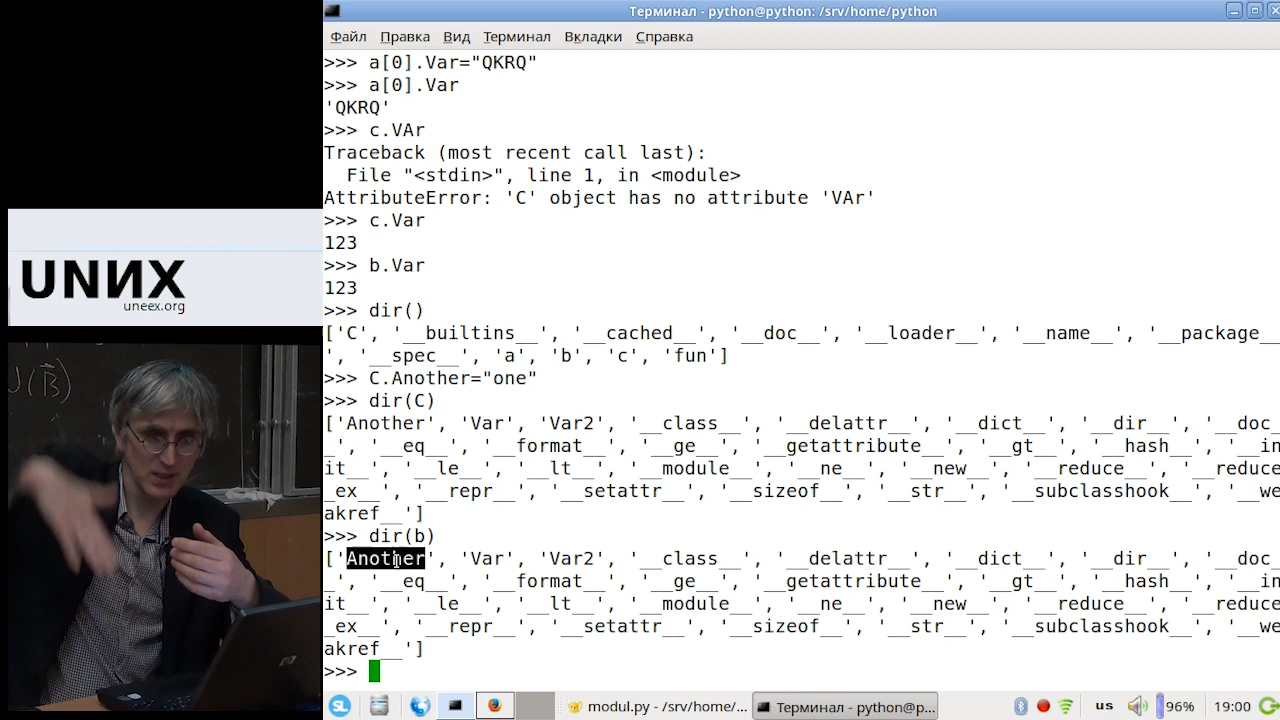 Терминал - python@python: /srv/home/python
Файл Правка Вид Терминал Вкладки Справка
>>> a[0].Var="QKRQ"
>>> a[0].Var
'QKRQ'
>>> c.VAr
Traceback (most recent call last):
  File "<stdin>", line 1, in <module>
AttributeError: 'C' object has no attribute 'VAr'
>>> c.Var
123
>>> b.Var
123
>>> dir()
['C', '__builtins__', '__cached__', '__doc__', '__loader__', '__name__', '__package__
', '__spec__', 'a', 'b', 'c', 'fun']
>>> C.Another="one"
>>> dir(C)
['Another', 'Var', 'Var2', '__class__', '__delattr__', '__dict__', '__dir__', '__doc_
_', '__eq__', '__format__', '__ge__', '__getattribute__', '__gt__', '__hash__', '__in
it__', '__le__', '__lt__', '__module__', '__ne__', '__new__', '__reduce__', '__reduce
_ex__', '__repr__', '__setattr__', '__sizeof__', '__str__', '__subclasshook__', '__we
akref__']
>>> dir(b)
['Another', 'Var', 'Var2', '__class__', '__delattr__', '__dict__', '__dir__', '__doc_
_', '__eq__', '__format__', '__ge__', '__getattribute__', '__gt__', '__hash__', '__in
it__', '__le__', '__lt__', '__module__', '__ne__', '__new__', '__reduce__', '__reduce
_ex__', '__repr__', '__setattr__', '__sizeof__', '__str__', '__subclasshook__', '__we
akref__']
>>>
UNИX
uneex.org
SL
modul.py - /srv/home/...
Терминал - python@p...
us
96%
19:00